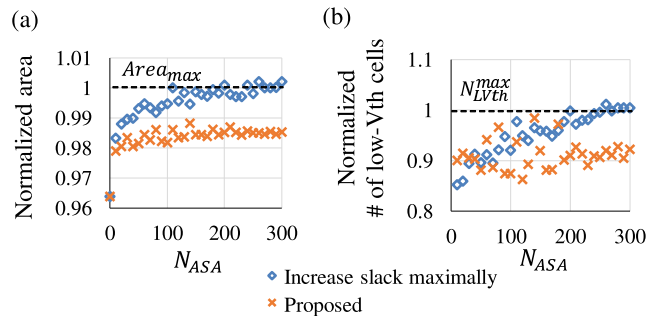 (a)
Normalized area
1.01
1
0.99
0.98
0.97
0.96
Area_max
0 100 200 300
N_ASA
(b)
Normalized
# of low-Vth cells
1.1
1
0.9
0.8
N_LVth^max
0 100 200 300
N_ASA
Increase slack maximally
Proposed